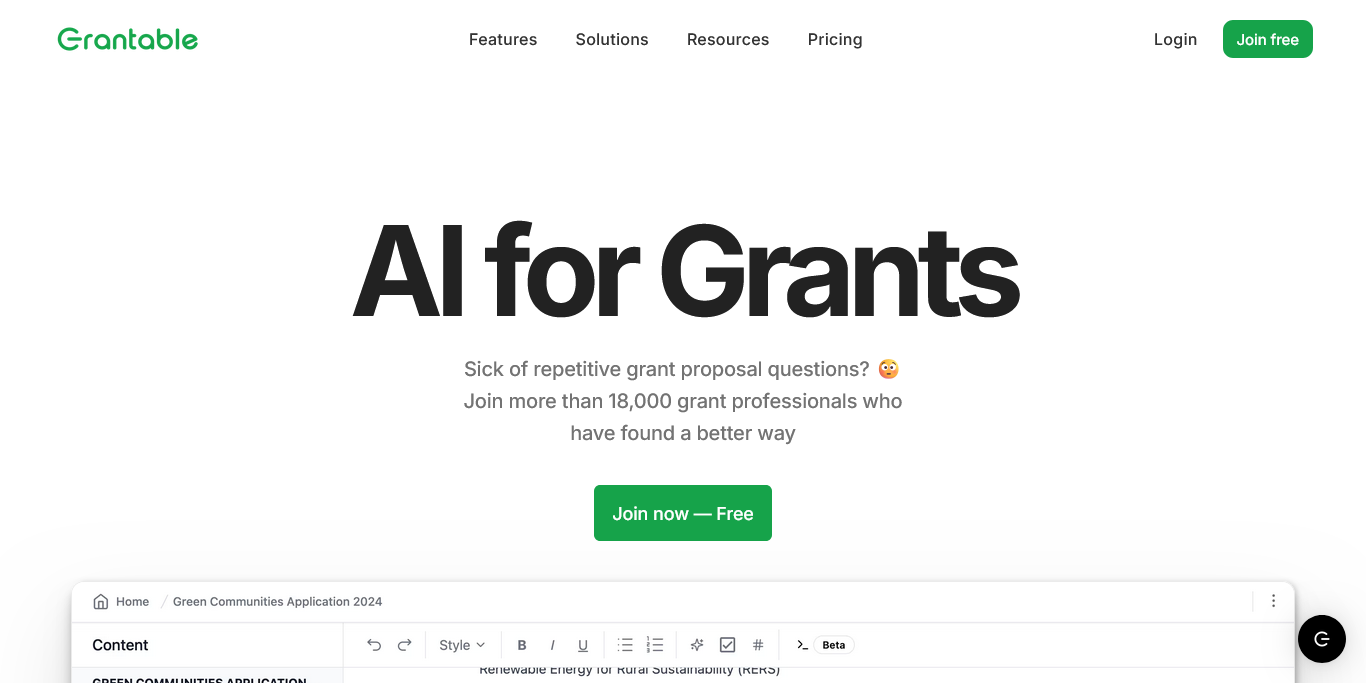 Grantable
Features
Solutions
Resources
Pricing
Login
Join free
AI for Grants
Sick of repetitive grant proposal questions? 😳
Join more than 18,000 grant professionals who
have found a better way
Join now — Free
Home / Green Communities Application 2024
Content
Style
B I U
#
Beta
Renewable Energy for Rural Sustainability (RERS)
GREEN COMMUNITIES APPLICATION